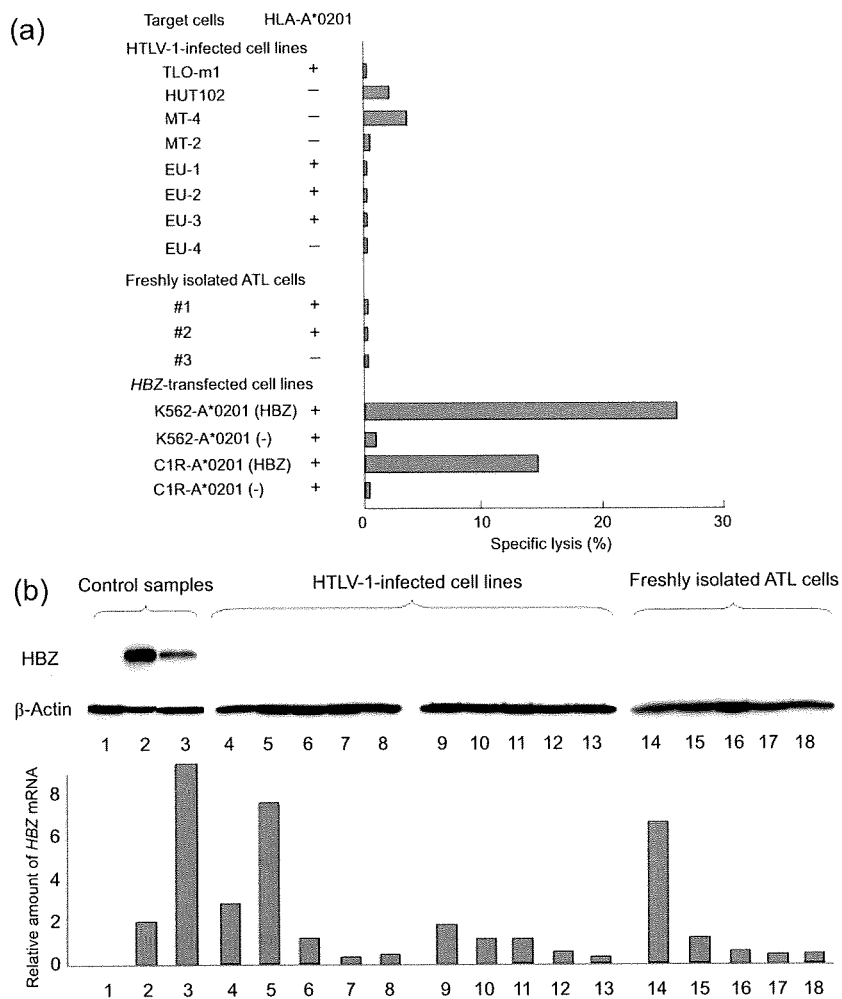 (a)
Target cells HLA-A*0201
HTLV-1-infected cell lines
TLO-m1 +
HUT102 −
MT-4 −
MT-2 −
EU-1 +
EU-2 +
EU-3 +
EU-4 −
Freshly isolated ATL cells
#1 +
#2 +
#3 −
HBZ-transfected cell lines
K562-A*0201 (HBZ) +
K562-A*0201 (-) +
C1R-A*0201 (HBZ) +
C1R-A*0201 (-) +
0 10 20 30
Specific lysis (%)
(b)
Control samples HTLV-1-infected cell lines Freshly isolated ATL cells
HBZ
β-Actin
1 2 3 4 5 6 7 8 9 10 11 12 13 14 15 16 17 18
Relative amount of HBZ mRNA
8
6
4
2
0
1 2 3 4 5 6 7 8 9 10 11 12 13 14 15 16 17 18